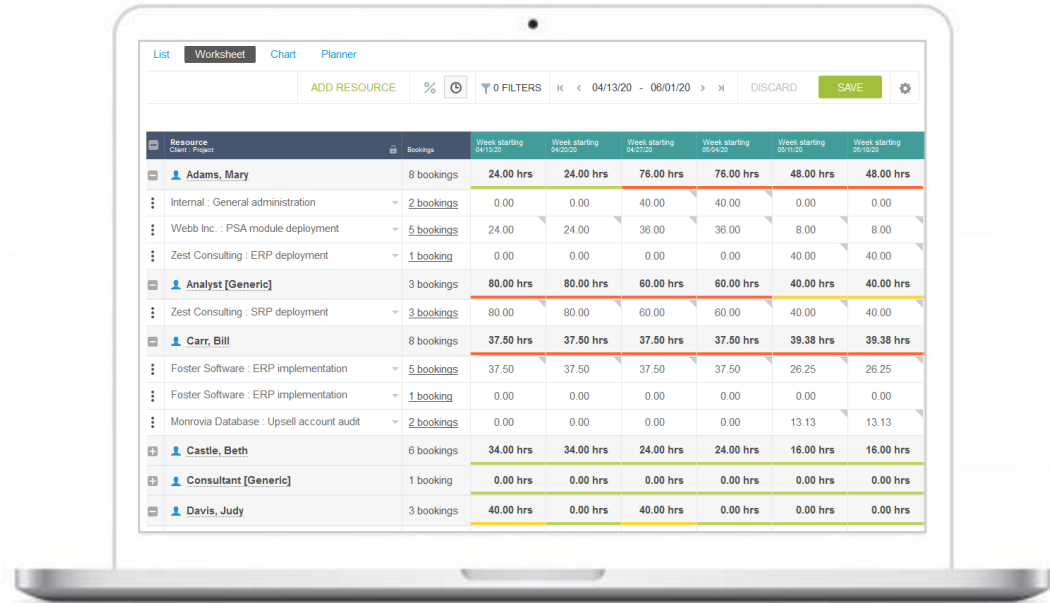 List Worksheet Chart Planner
ADD RESOURCE % 0 FILTERS 04/13/20 - 06/01/20 DISCARD SAVE
Resource Week starting Week starting Week starting Week starting Week starting Week starting
Client : Project Bookings 04/13/20 04/20/20 04/27/20 05/04/20 05/11/20 05/18/20
Adams, Mary 8 bookings 24.00 hrs 24.00 hrs 76.00 hrs 76.00 hrs 48.00 hrs 48.00 hrs
Internal : General administration 2 bookings 0.00 0.00 40.00 40.00 0.00 0.00
Webb Inc. : PSA module deployment 5 bookings 24.00 24.00 36.00 36.00 8.00 8.00
Zest Consulting : ERP deployment 1 booking 0.00 0.00 0.00 0.00 40.00 40.00
Analyst [Generic] 3 bookings 80.00 hrs 80.00 hrs 60.00 hrs 60.00 hrs 40.00 hrs 40.00 hrs
Zest Consulting : SRP deployment 3 bookings 80.00 80.00 60.00 60.00 40.00 40.00
Carr, Bill 8 bookings 37.50 hrs 37.50 hrs 37.50 hrs 37.50 hrs 39.38 hrs 39.38 hrs
Foster Software : ERP implementation 5 bookings 37.50 37.50 37.50 37.50 26.25 26.25
Foster Software : ERP implementation 1 booking 0.00 0.00 0.00 0.00 0.00 0.00
Monrovia Database : Upsell account audit 2 bookings 0.00 0.00 0.00 0.00 13.13 13.13
Castle, Beth 6 bookings 34.00 hrs 34.00 hrs 24.00 hrs 24.00 hrs 16.00 hrs 16.00 hrs
Consultant [Generic] 1 booking 0.00 hrs 0.00 hrs 0.00 hrs 0.00 hrs 0.00 hrs 0.00 hrs
Davis, Judy 3 bookings 40.00 hrs 0.00 hrs 40.00 hrs 0.00 hrs 0.00 hrs 0.00 hrs